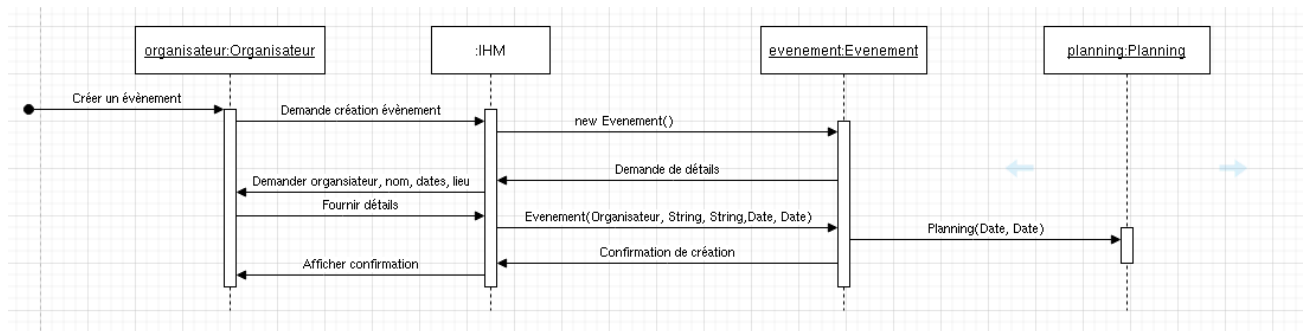 organisateur:Organisateur
:IHM
evenement:Evenement
planning:Planning
Créer un évènement
Demande création évènement
new Evenement()
Demande de détails
Demander organsiateur, nom, dates, lieu
Fournir détails
Evenement(Organisateur, String, String,Date, Date)
Planning(Date, Date)
Confirmation de création
Afficher confirmation